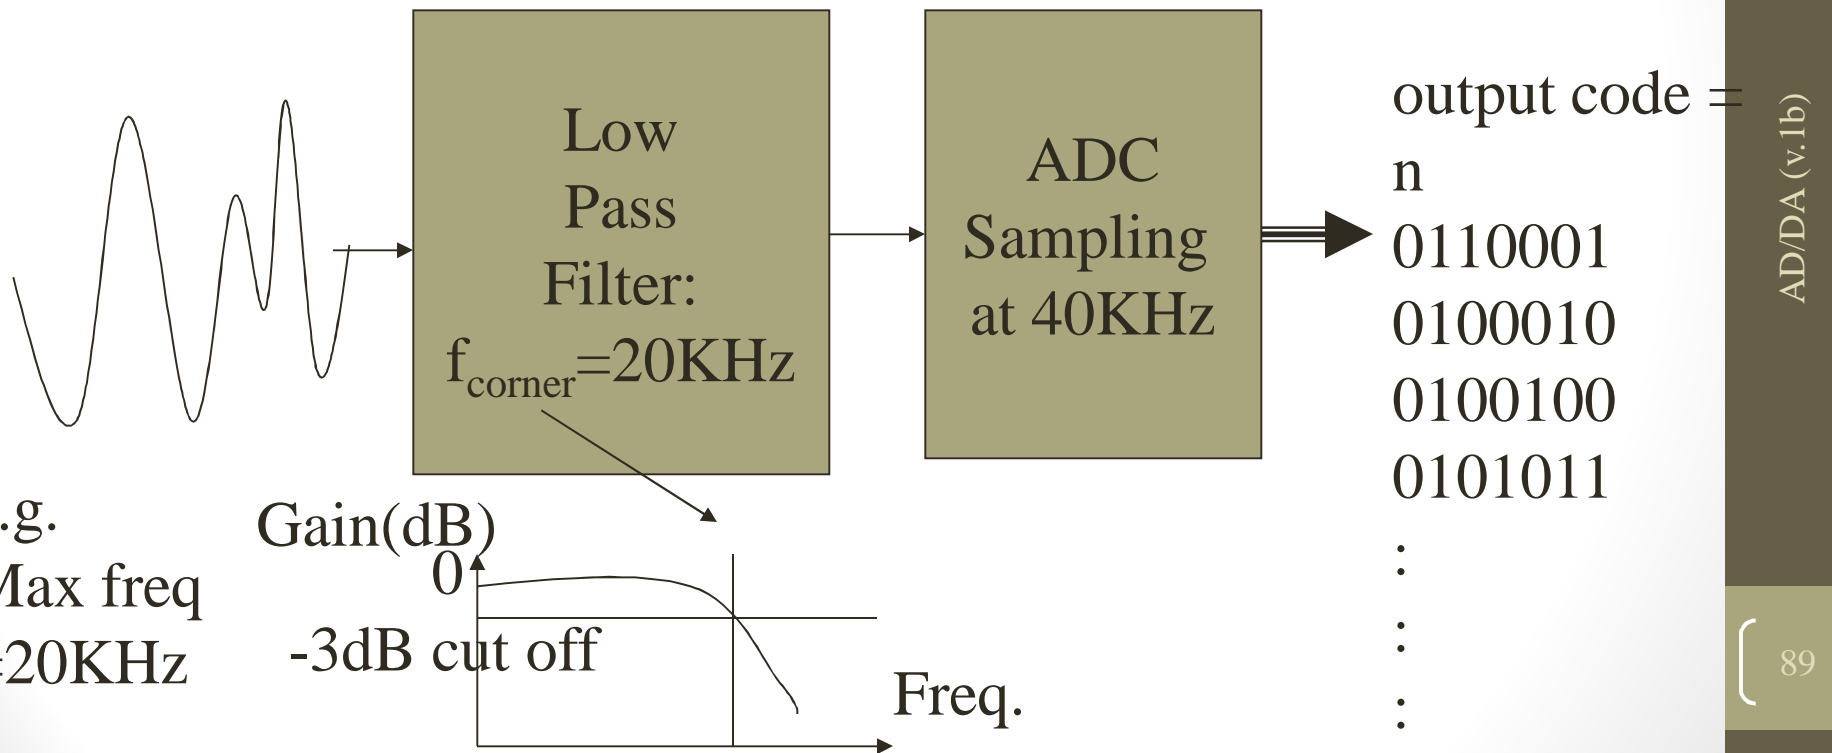 Low
Pass
Filter:
fcorner=20KHz
ADC
Sampling
at 40KHz
output code =
n
0110001
0100010
0100100
0101011
:
:
:
.g.
Max freq
=20KHz
Gain(dB)
0
-3dB cut off
Freq.
AD/DA (v.1b)
89